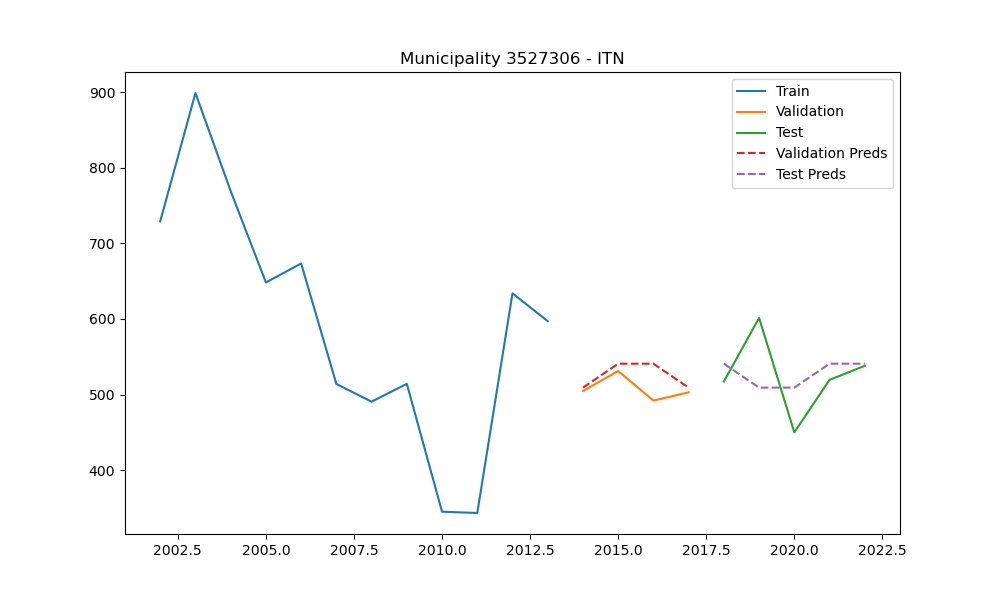 Municipality 3527306 - ITN
900
800
700
600
500
400
Train
Validation
Test
Validation Preds
Test Preds
2002.5 2005.0 2007.5 2010.0 2012.5 2015.0 2017.5 2020.0 2022.5